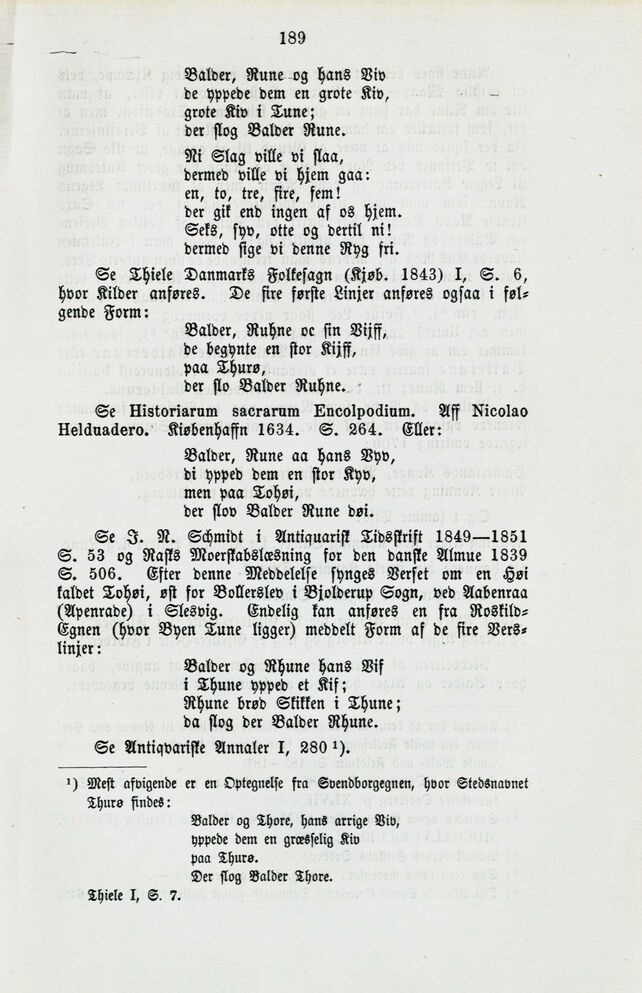 189
Balder, Rune og hans Viv
de yppede dem en grote Kiv,
grote Kiv i Tune;
der slog Balder Rune.
Ni Slag ville vi slaa,
dermed ville vi hjem gaa:
en, to, tre, fire, fem!
der gik end ingen af os hjem.
Seks, syv, otte og dertil ni!
dermed sige vi denne Ryg fri.
Se Thiele Danmarks Folkesagn (Kjøb. 1843) I, S. 6,
hvor Kilder anføres. De fire første Linjer anføres ogsaa i føl-
gende Form:
Balder, Ruhne oc sin Vijff,
de begynte en stor Kijff,
paa Thurø,
der slo Balder Ruhne.
Se Historiarum sacrarum Encolpodium. Aff Nicolao
Helduadero. Kiøbenhaffn 1634. S. 264. Eller:
Balder, Rune aa hans Vyv,
di ypped dem en stor Kyv,
men paa Tohøi,
der slov Balder Rune døi.
Se J. N. Schmidt i Antiquarisk Tidsskrift 1849—1851
S. 53 og Rasks Moerskabslæsning for den danske Almue 1839
S. 506. Efter denne Meddelelse synges Verset om en Høi
kaldet Tohøi, øst for Bollerslev i Bjolderup Sogn, ved Aabenraa
(Apenrade) i Slesvig. Endelig kan anføres en fra Roskild-
Egnen (hvor Byen Tune ligger) meddelt Form af de fire Vers-
linjer:
Balder og Rhune hans Vif
i Thune ypped et Kif;
Rhune brød Skikken i Thune;
da slog der Balder Rhune.
Se Antiqvariske Annaler I, 280 ¹).
¹) Mest afvigende er en Optegnelse fra Svendborgegnen, hvor Stedsnavnet
Thurø findes:
Balder og Thore, hans arrige Viv,
yppede dem en græsselig Kiv
paa Thurø.
Der slog Balder Thore.
Thiele I, S. 7.